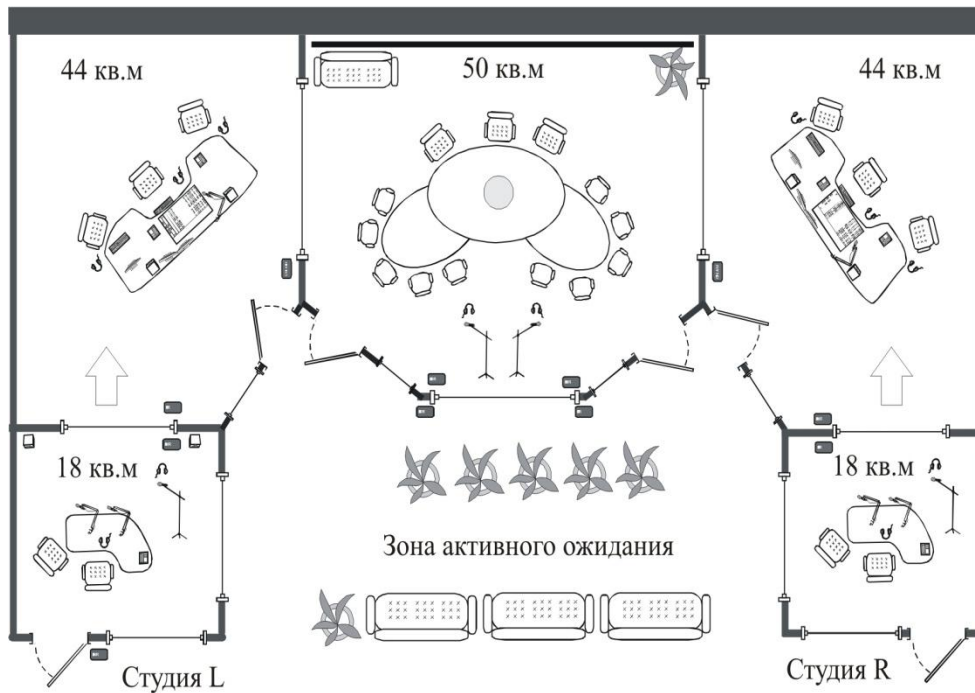 44 кв.м
50 кв.м
44 кв.м
18 кв.м
18 кв.м
Зона активного ожидания
Студия L
Студия R